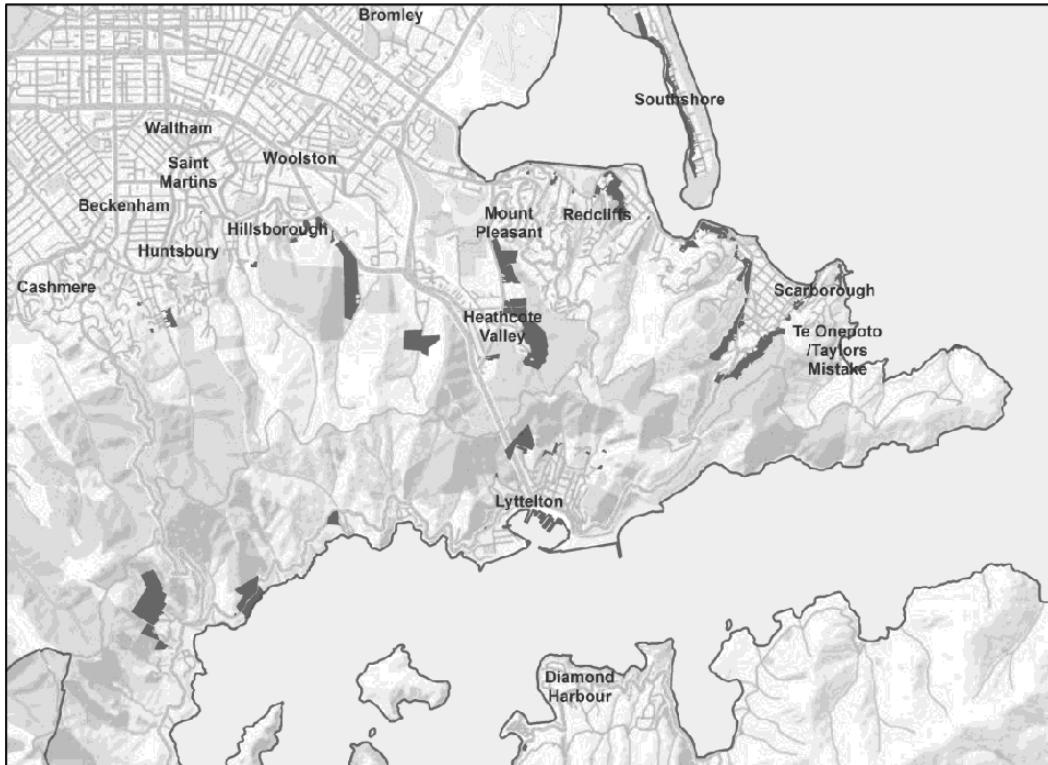 Bromley
Southshore
Waltham
Woolston
Saint
Martins
Beckenham
Hillsborough
Mount
Pleasant
Redcliffs
Huntsbury
Cashmere
Scarborough
Heathcote
Valley
Te Onepoto
/Taylors
Mistake
Lyttelton
Diamond
Harbour